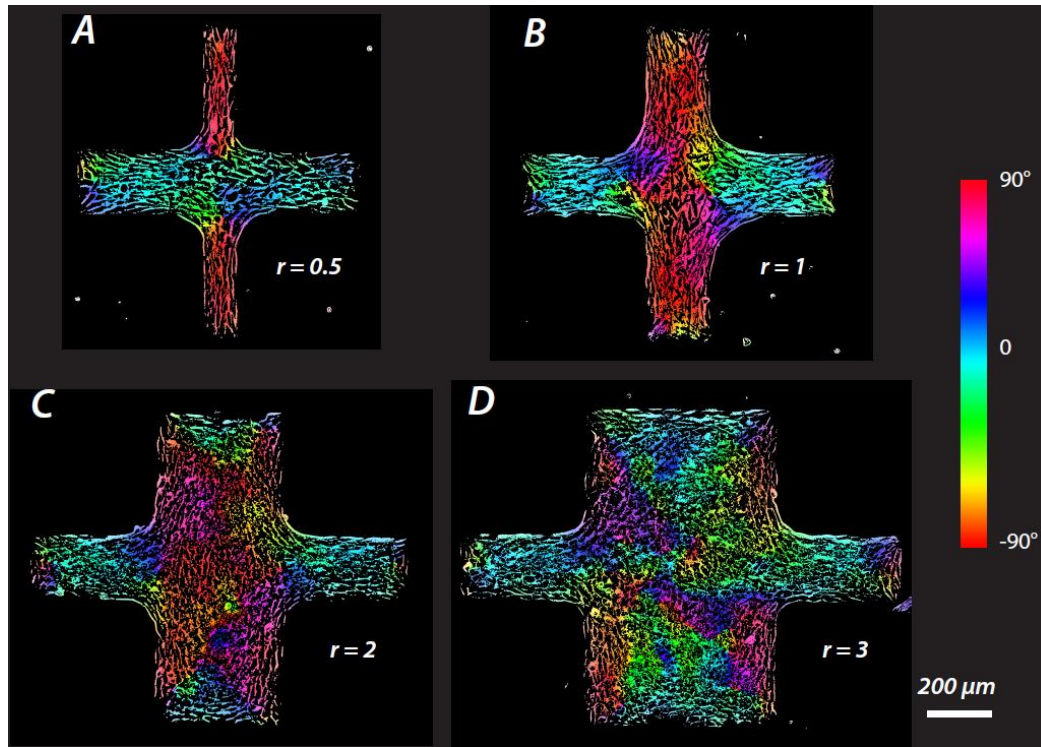 A
B
r = 0.5
r = 1
90°
0
-90°
C
D
r = 2
r = 3
200 μm